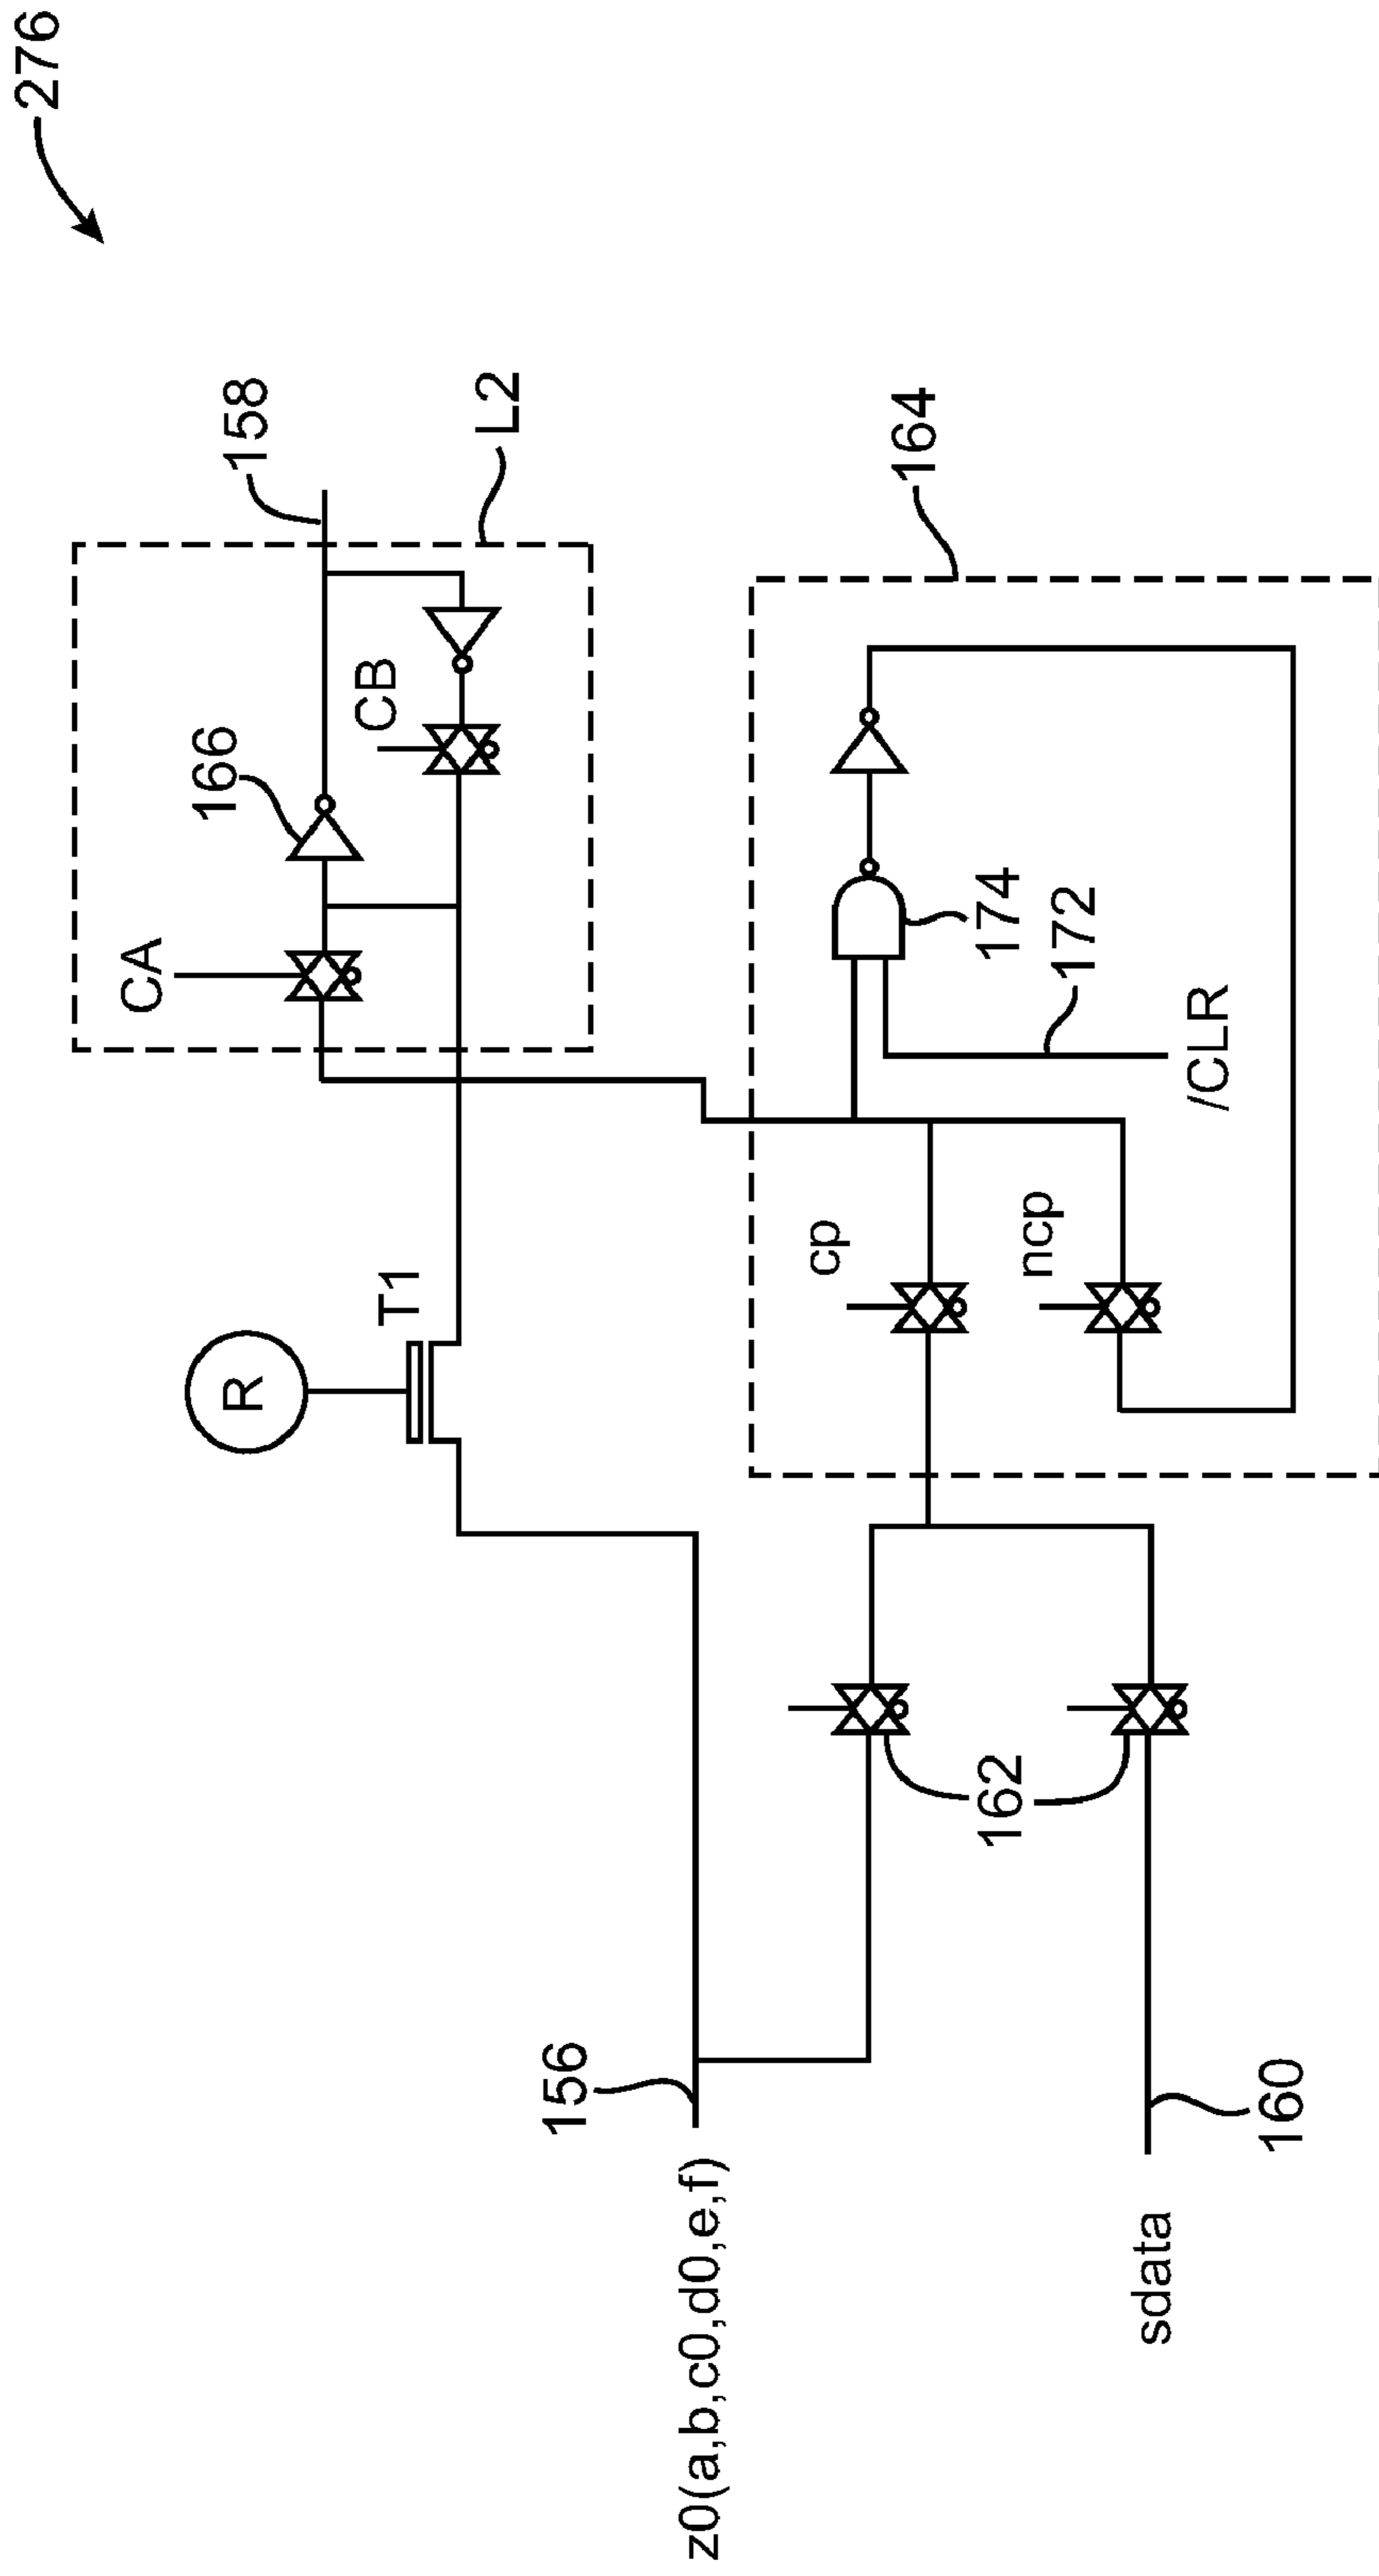 276
158
L2
166
CA
CB
R
T1
164
174
172
/CLR
cp
ncp
162
156
z0(a,b,c0,d0,e,f)
160
sdata